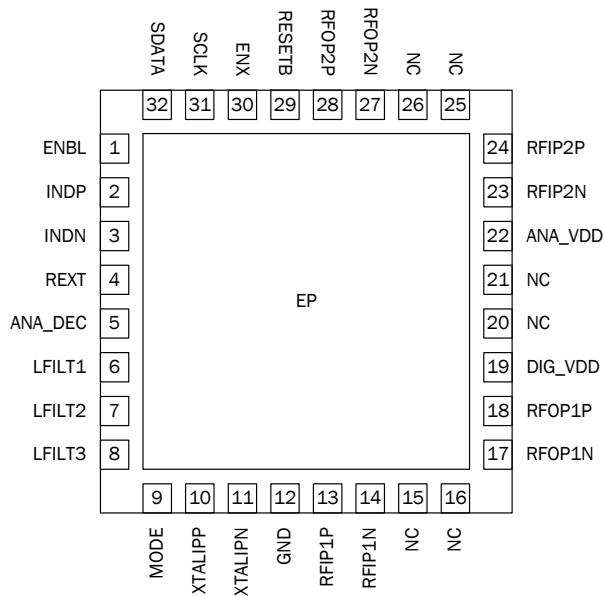 SDATA
SCLK
ENX
RESETB
RFOP2P
RFOP2N
NC
NC
32
31
30
29
28
27
26
25
ENBL 1
INDP 2
INDN 3
REXT 4
ANA_DEC 5
LFILT1 6
LFILT2 7
LFILT3 8
EP
24 RFIP2P
23 RFIP2N
22 ANA_VDD
21 NC
20 NC
19 DIG_VDD
18 RFOP1P
17 RFOP1N
9
10
11
12
13
14
15
16
MODE
XTALIPP
XTALIPN
GND
RFIP1P
RFIP1N
NC
NC